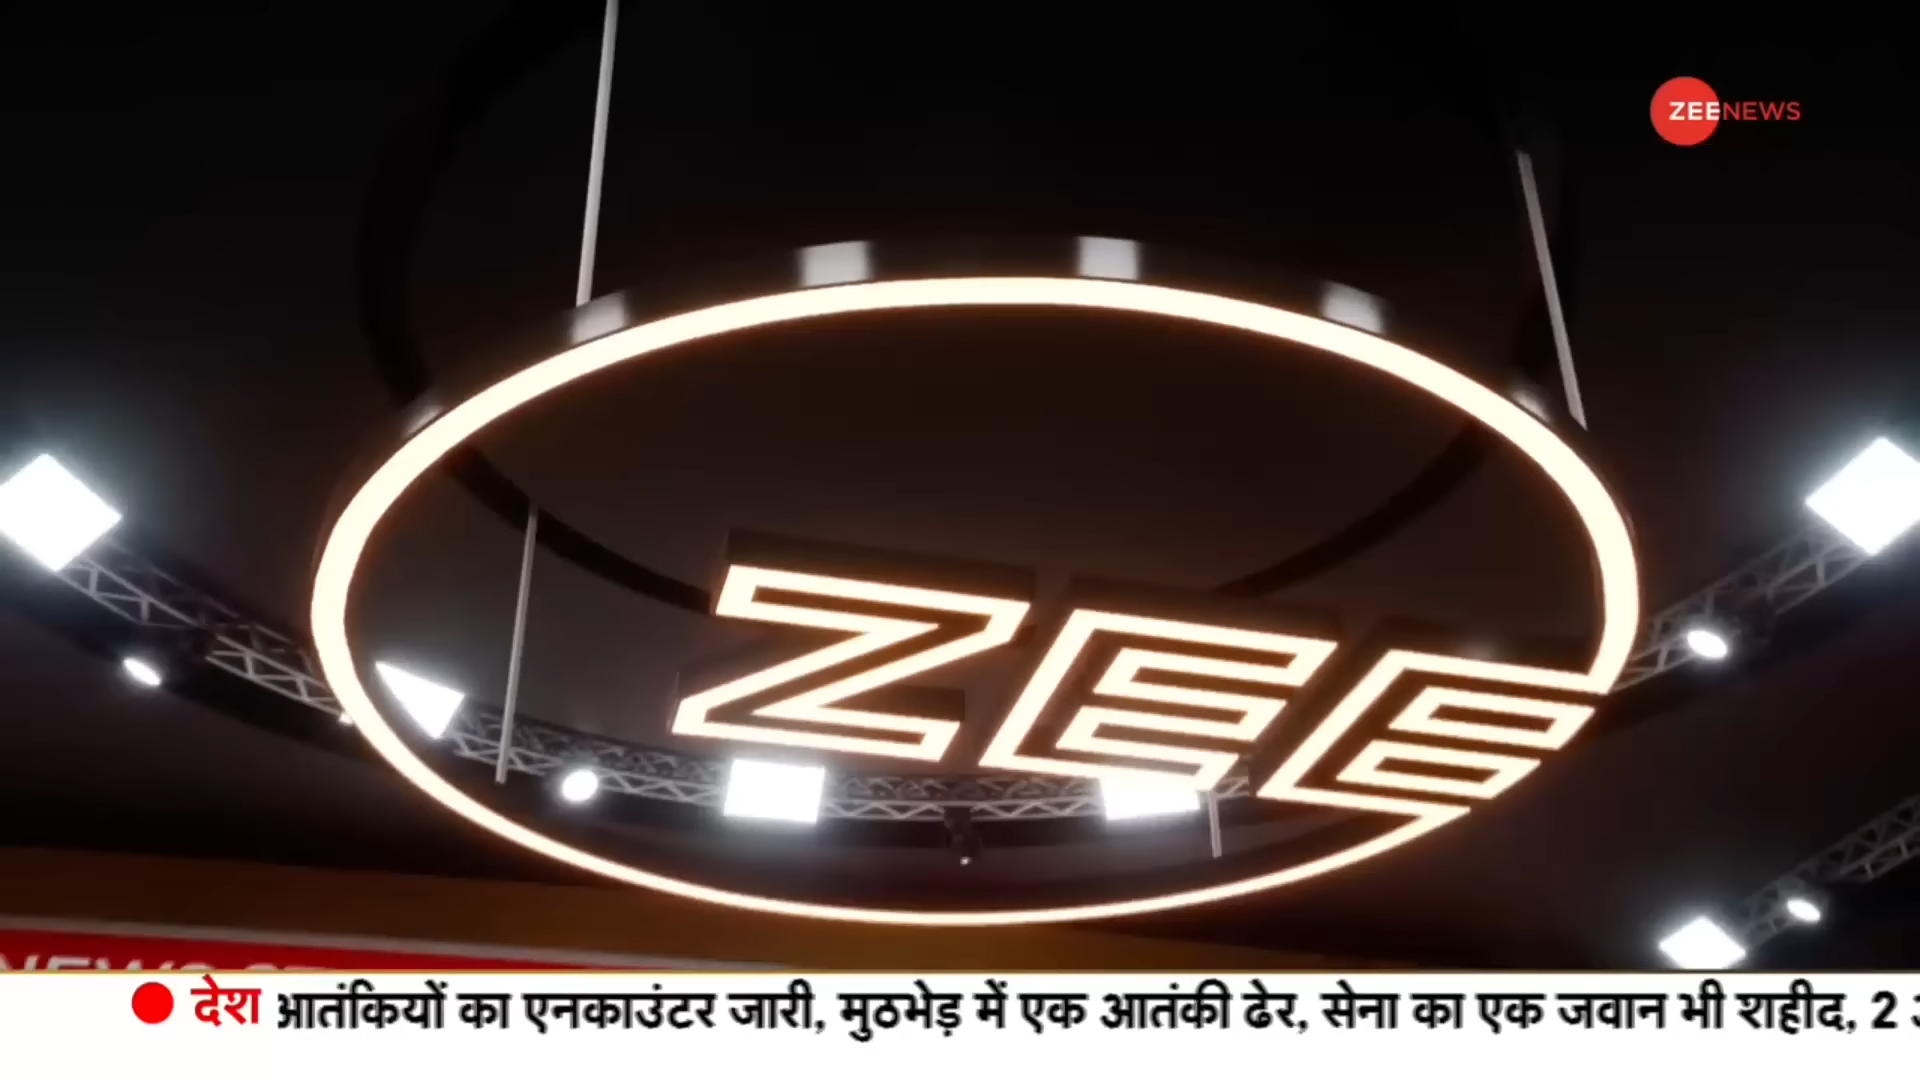 ZEENEWS
ZEE
देश आतंकियों का एनकाउंटर जारी, मुठभेड़ में एक आतंकी ढेर, सेना का एक जवान भी शहीद, 2